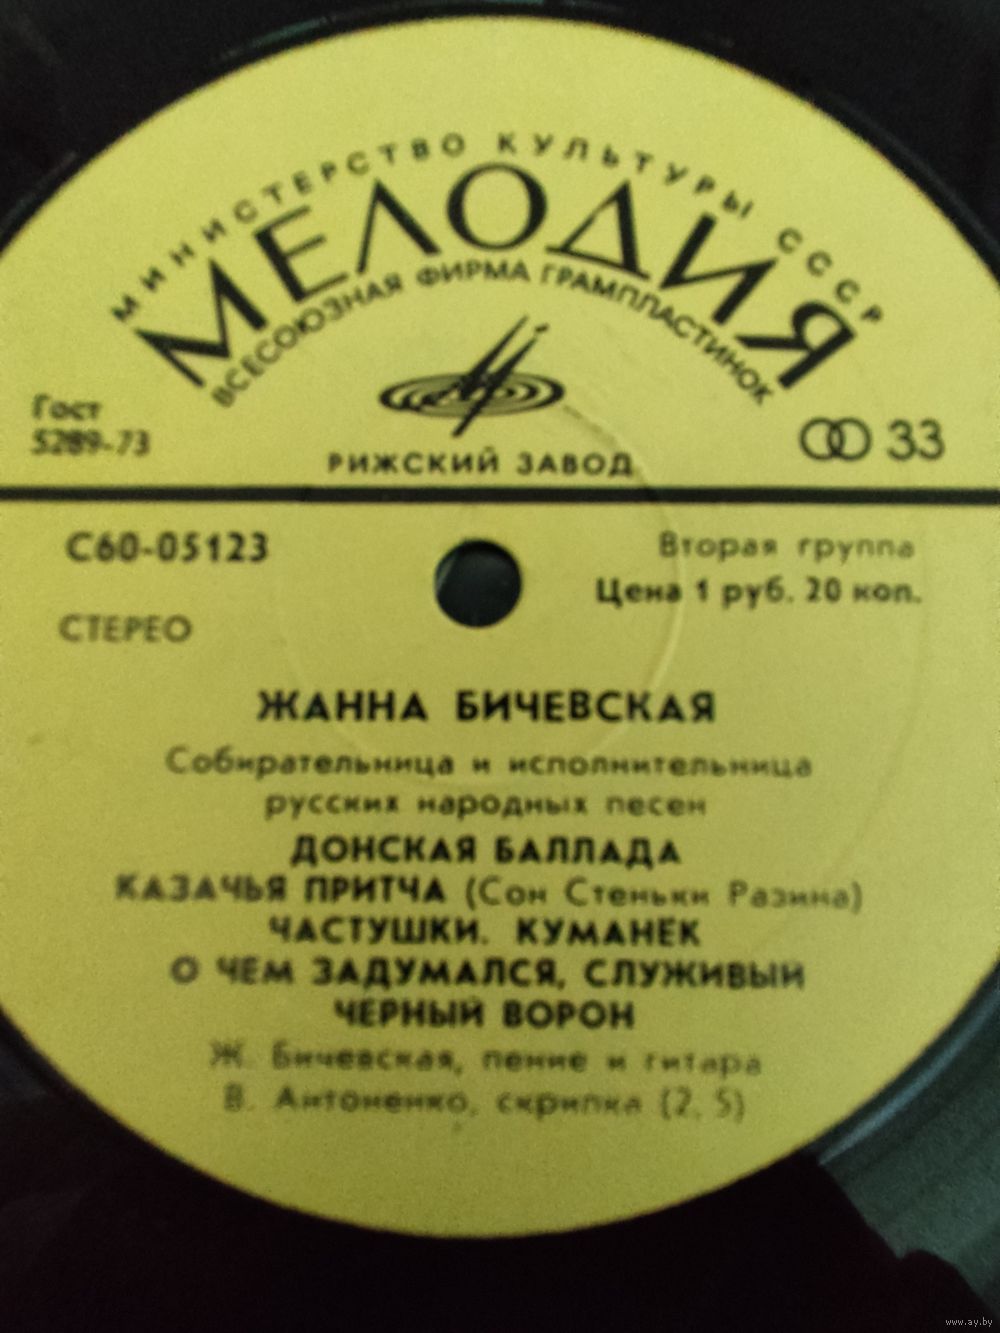 МИНИСТЕРСТВО КУЛЬТУРЫ СССР
МЕЛОДИЯ
ВСЕСОЮЗНАЯ ФИРМА ГРАМПЛАСТИНОК
Гост
5289-73
33
РИЖСКИЙ ЗАВОД
С60-05123
Вторая группа
Цена 1 руб. 20 коп.
СТЕРЕО
ЖАННА БИЧЕВСКАЯ
Собирательница и исполнительница
русских народных песен
ДОНСКАЯ БАЛЛАДА
КАЗАЧЬЯ ПРИТЧА (Сон Стеньки Разина)
ЧАСТУШКИ. КУМАНЕК
О ЧЕМ ЗАДУМАЛСЯ, СЛУЖИВЫЙ
ЧЕРНЫЙ ВОРОН
Ж. Бичевская, пение и гитара
В. Антоненко, скрипка (2, 5)
www.ay.by